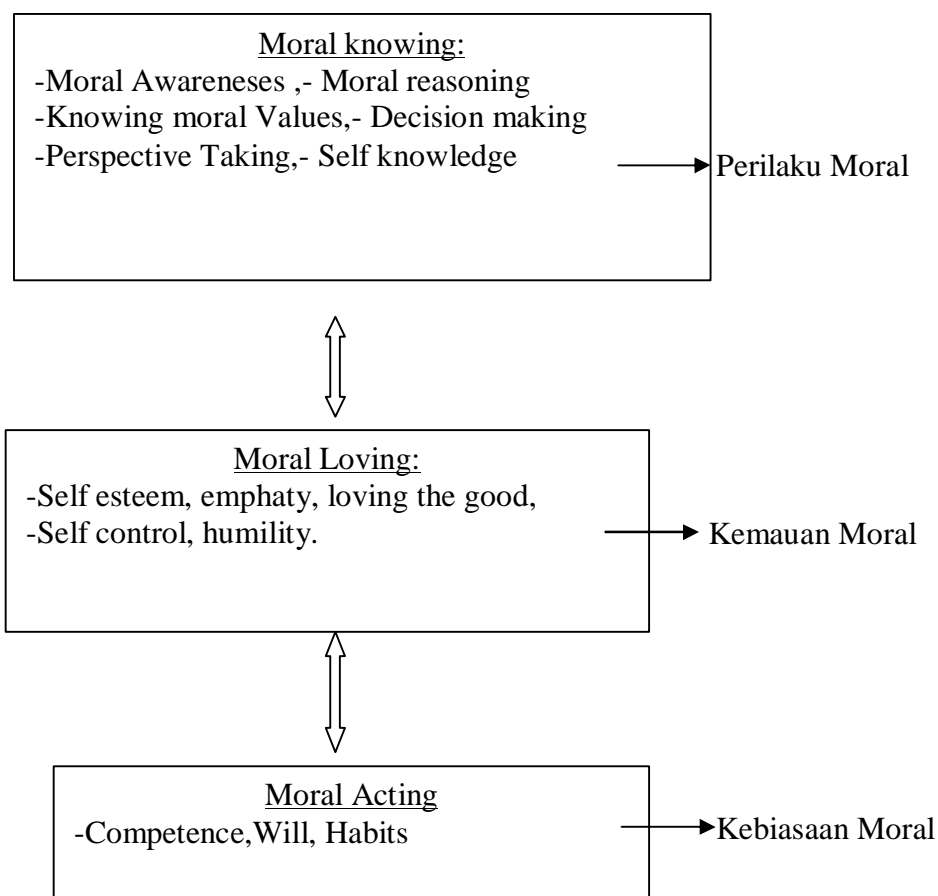 Moral knowing:
-Moral Awareneses ,- Moral reasoning
-Knowing moral Values,- Decision making
-Perspective Taking,- Self knowledge
Perilaku Moral
Moral Loving:
-Self esteem, emphaty, loving the good,
-Self control, humility.
Kemauan Moral
Moral Acting
-Competence,Will, Habits
Kebiasaan Moral